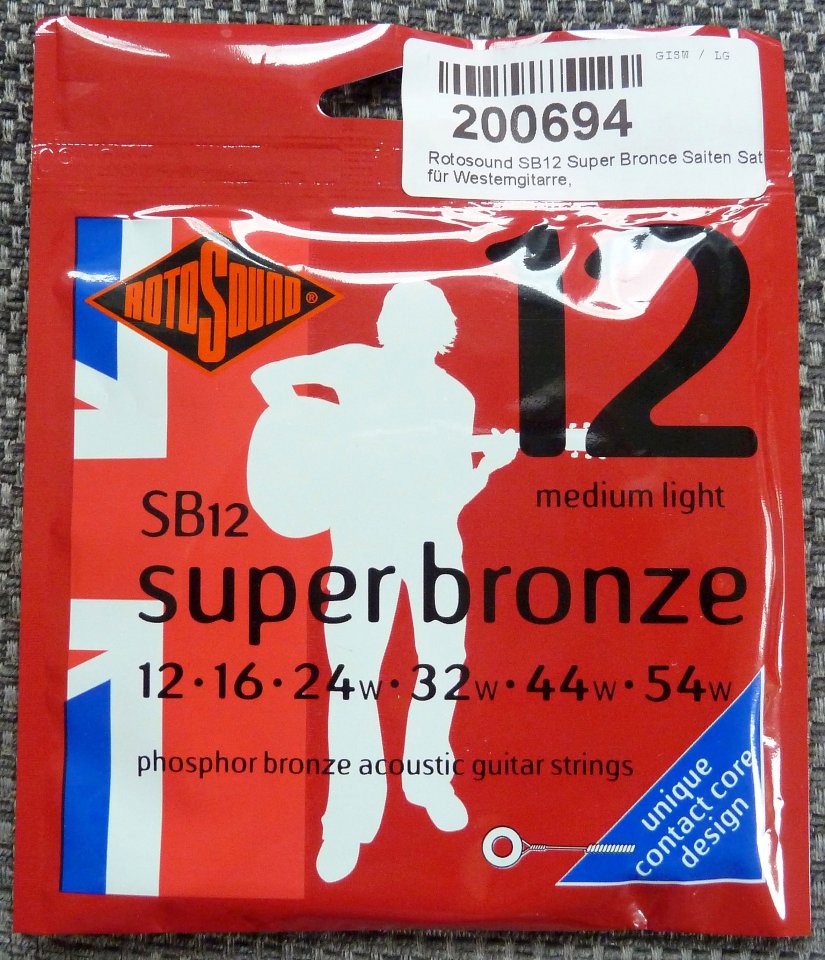 GISW / LG
200694
Rotosound SB12 Super Bronce Saiten Sat
für Westerngitarre,
ROTOSOUND®
12
medium light
SB12
super bronze
12·16·24w·32w·44w·54w
phosphor bronze acoustic guitar strings
unique
contact core
design